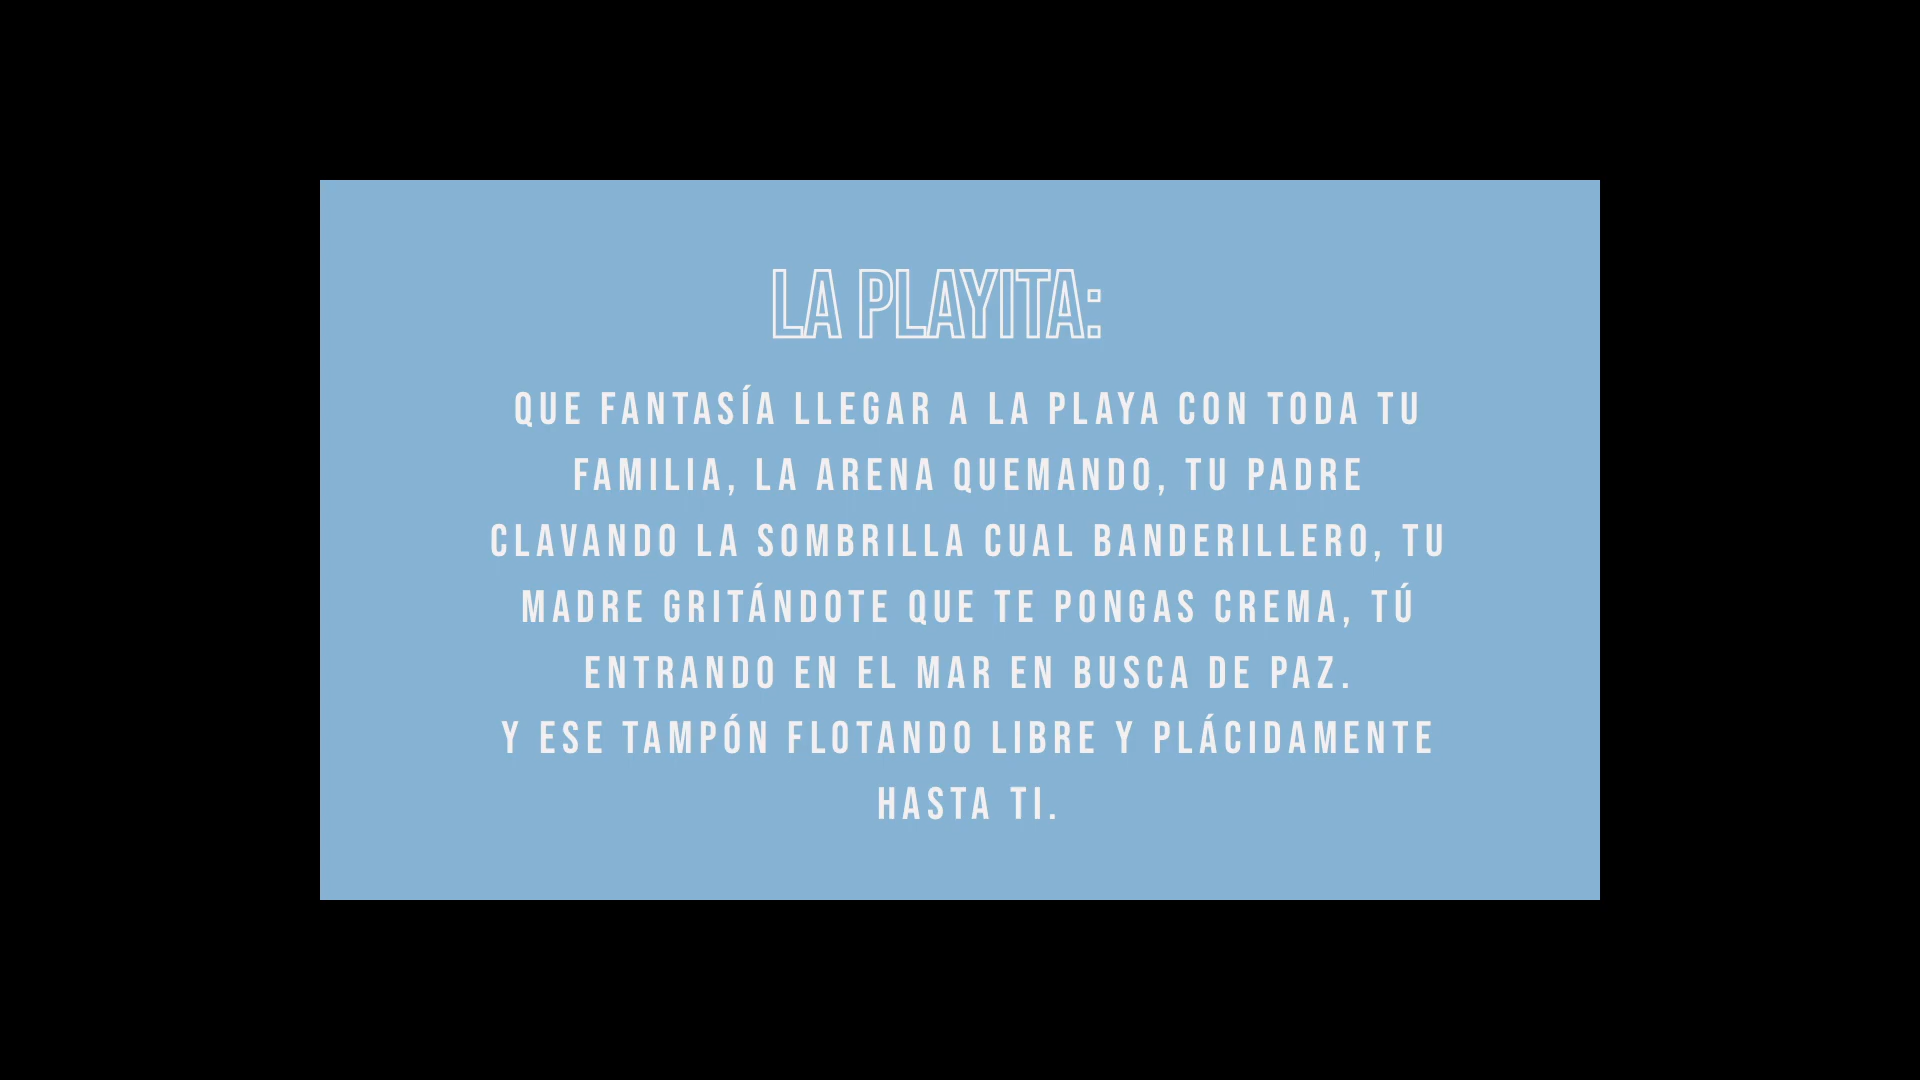 LA PLAYITA:
QUE FANTASÍA LLEGAR A LA PLAYA CON TODA TU
FAMILIA, LA ARENA QUEMANDO, TU PADRE
CLAVANDO LA SOMBRILLA CUAL BANDERILLERO, TU
MADRE GRITÁNDOTE QUE TE PONGAS CREMA, TÚ
ENTRANDO EN EL MAR EN BUSCA DE PAZ.
Y ESE TAMPÓN FLOTANDO LIBRE Y PLÁCIDAMENTE
HASTA TI.